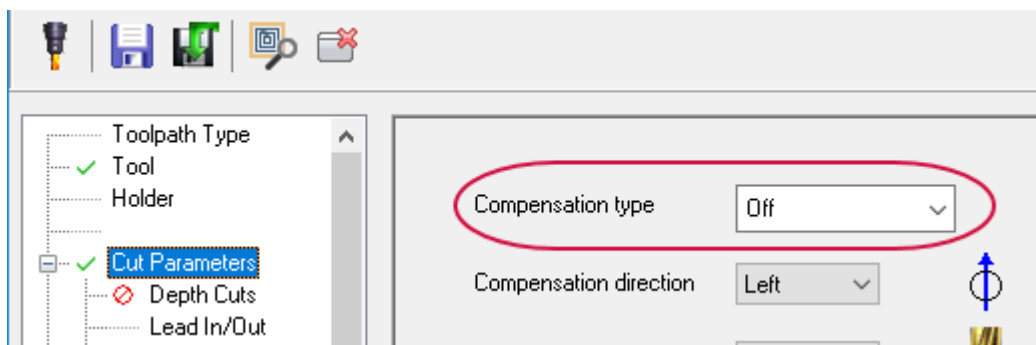 Toolpath Type
Tool
Holder
Cut Parameters
Depth Cuts
Lead In/Out
Compensation type Off
Compensation direction Left